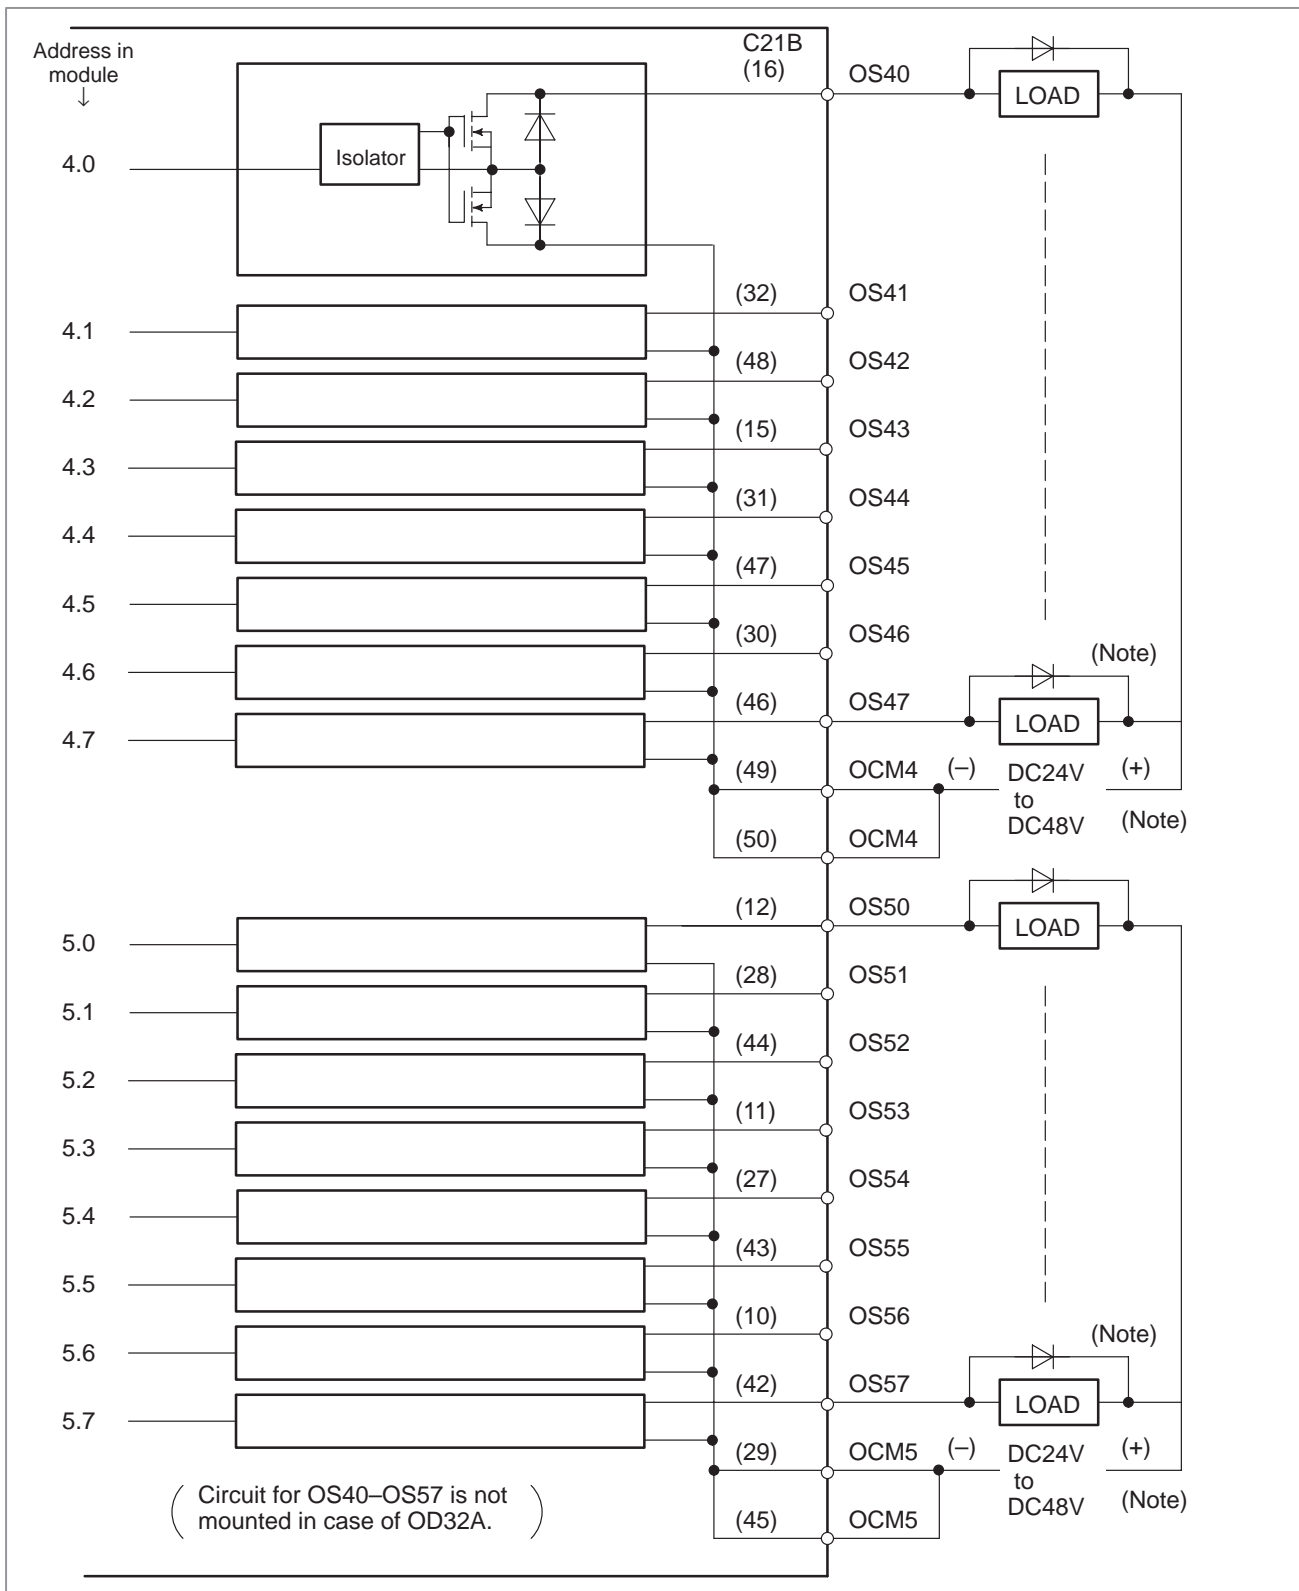 Address in
module
C21B
(16)
OS40
LOAD
4.0
Isolator
(32)
OS41
4.1
(48)
OS42
4.2
(15)
OS43
4.3
(31)
OS44
4.4
(47)
OS45
4.5
(30)
OS46
4.6
(Note)
(46)
OS47
LOAD
4.7
(49)
OCM4
(–)
DC24V
to
DC48V
(+)
(Note)
(50)
OCM4
(12)
OS50
LOAD
5.0
(28)
OS51
5.1
(44)
OS52
5.2
(11)
OS53
5.3
(27)
OS54
5.4
(43)
OS55
5.5
(10)
OS56
5.6
(Note)
(42)
OS57
LOAD
5.7
(29)
OCM5
(–)
DC24V
to
DC48V
(+)
(Note)
(45)
OCM5
( Circuit for OS40–OS57 is not
mounted in case of OD32A. )